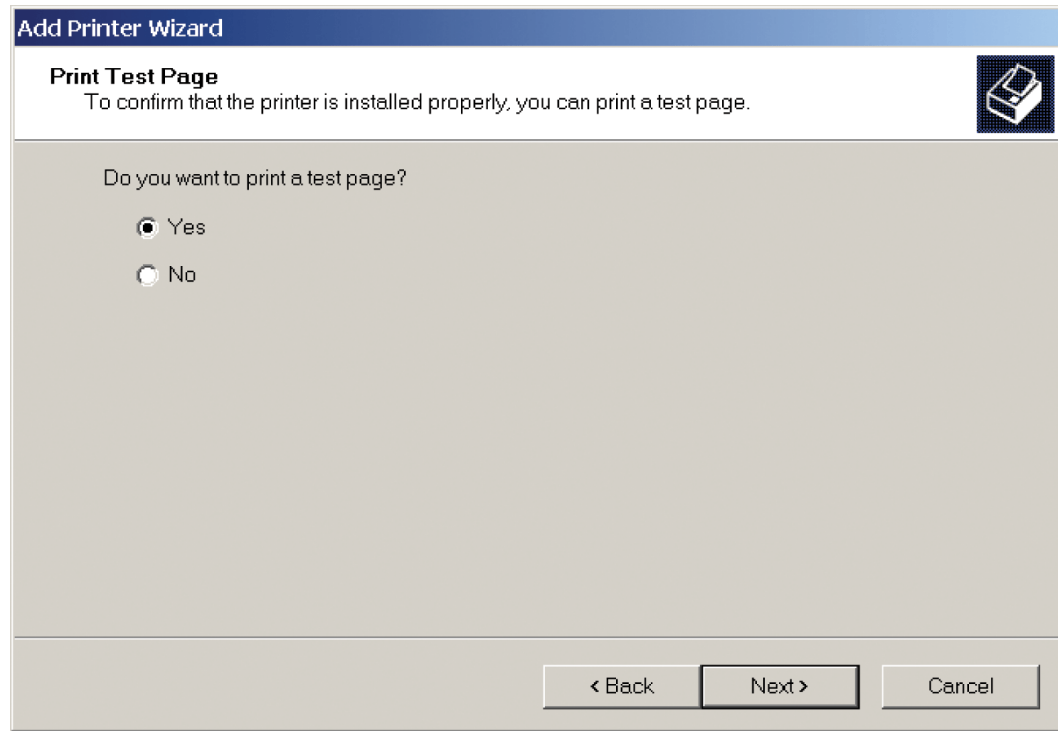 Add Printer Wizard
Print Test Page
To confirm that the printer is installed properly, you can print a test page.
Do you want to print a test page?
Yes
No
< Back
Next >
Cancel